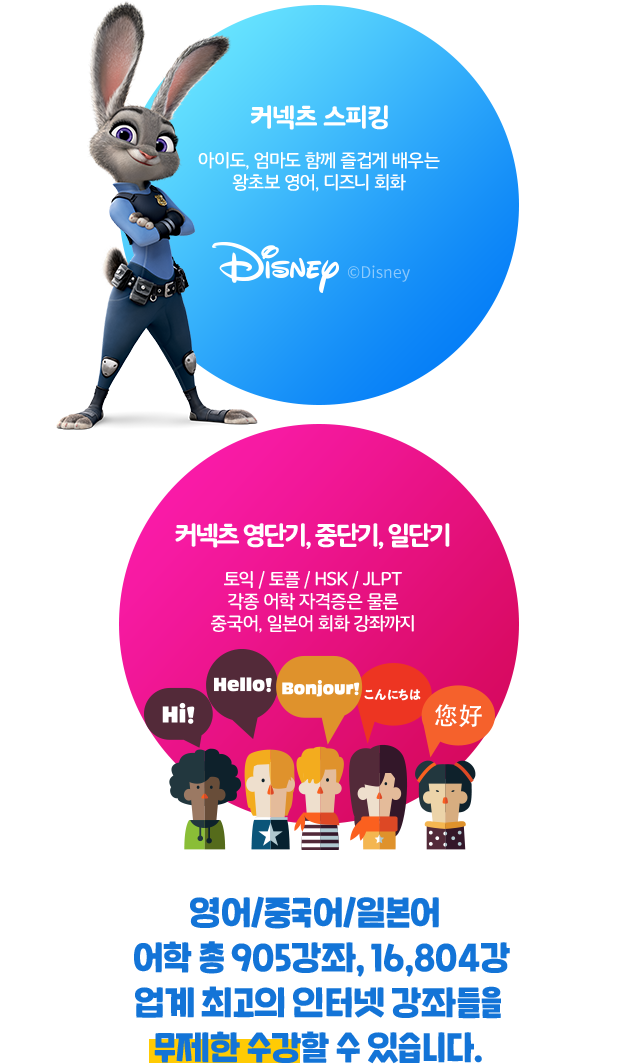 커넥츠 스피킹
아이도, 엄마도 함께 즐겁게 배우는
왕초보 영어, 디즈니 회화
Disney ©Disney
커넥츠 영단기, 중단기, 일단기
토익 / 토플 / HSK / JLPT
각종 어학 자격증은 물론
중국어, 일본어 회화 강좌까지
Hi!
Hello!
Bonjour!
こんにちは
您好
영어/중국어/일본어
어학 총 905강좌, 16,804강
업계 최고의 인터넷 강좌들을
무제한 수강할 수 있습니다.